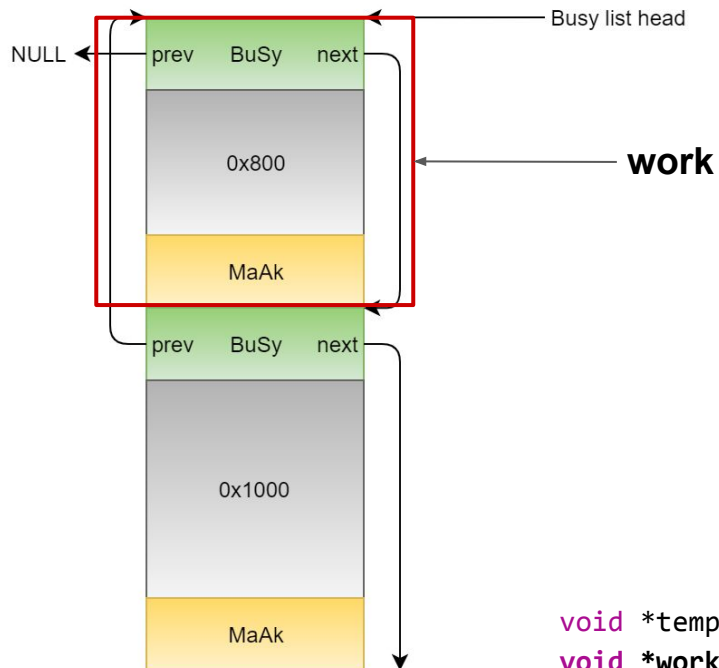 Busy list head
NULL
prev BuSy next
0x800
work
MaAk
prev BuSy next
0x1000
MaAk
void *temp
void *work